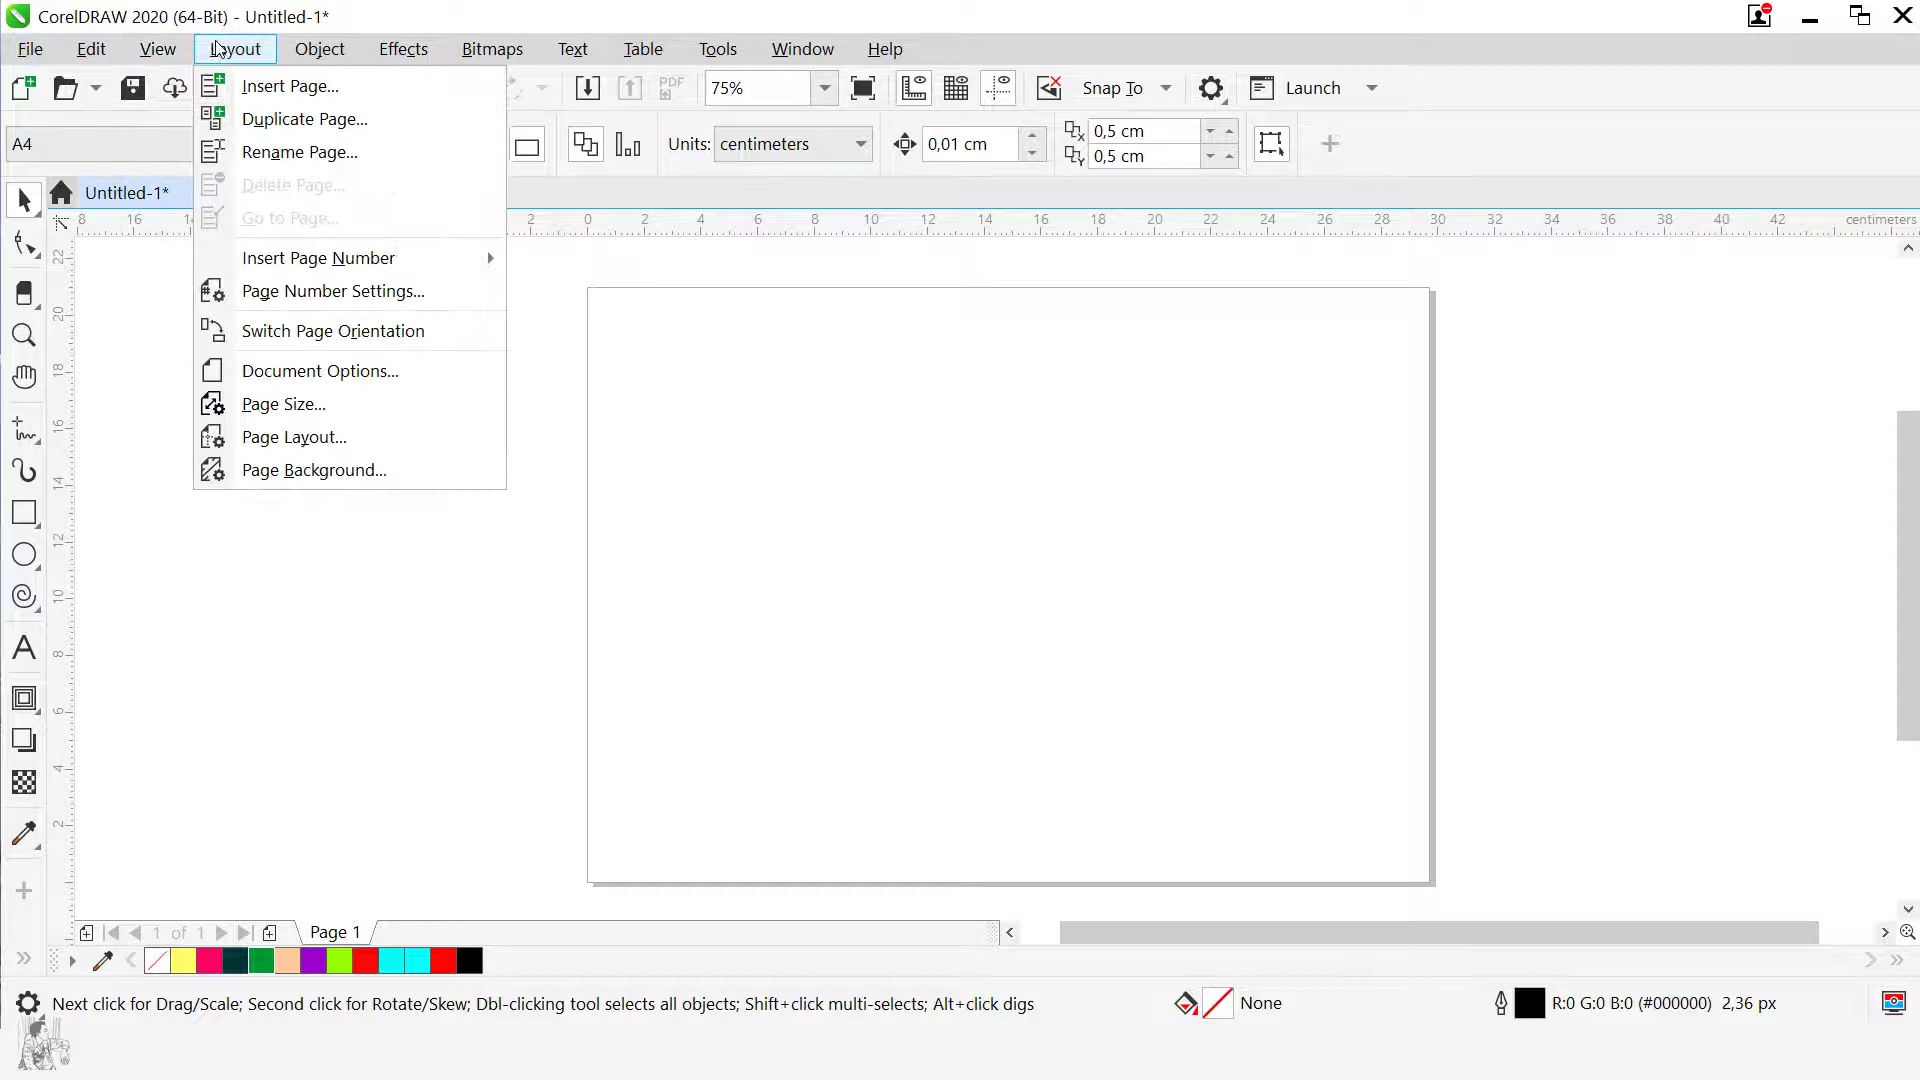 CorelDRAW 2020 (64-Bit) - Untitled-1*
File Edit View Layout Object Effects Bitmaps Text Table Tools Window Help
75% Snap To Launch
PDF
A4 Units: centimeters 0,01 cm 0,5 cm
0,5 cm
Untitled-1*
Insert Page...
Duplicate Page...
Rename Page...
Delete Page...
Go to Page...
Insert Page Number
Page Number Settings...
Switch Page Orientation
Document Options...
Page Size...
Page Layout...
Page Background...
8 16 2 0 2 4 6 8 10 12 14 16 18 20 22 24 26 28 30 32 34 36 38 40 42 centimeters
22
20
18
16
14
12
10
8
6
4
2
1 of 1 Page 1
Next click for Drag/Scale; Second click for Rotate/Skew; Dbl-clicking tool selects all objects; Shift+click multi-selects; Alt+click digs None R:0 G:0 B:0 (#000000) 2,36 px